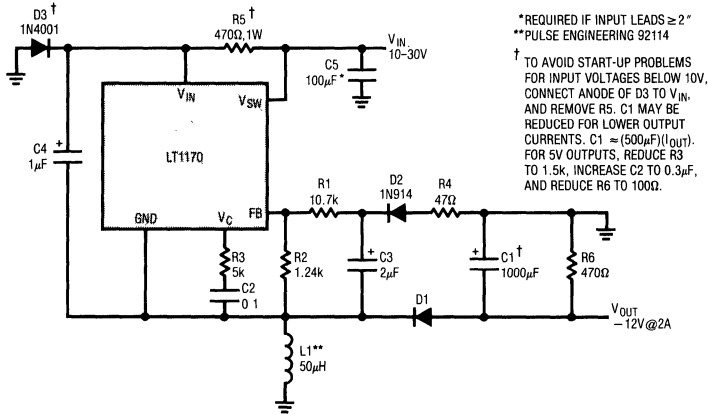 D3 †
1N4001
R5 †
470Ω, 1W
VIN
10-30V
C5
100µF *
VIN
VSW
LT1170
C4
+
1µF
GND
VC
FB
R1
10.7k
D2
1N914
R4
47Ω
R3
5k
C2
0 1
R2
1.24k
+
C3
2µF
+
C1 †
1000µF
R6
470Ω
D1
VOUT
–12V@2A
L1**
50µH
*REQUIRED IF INPUT LEADS ≥ 2"
**PULSE ENGINEERING 92114
† TO AVOID START-UP PROBLEMS
FOR INPUT VOLTAGES BELOW 10V,
CONNECT ANODE OF D3 TO VIN,
AND REMOVE R5. C1 MAY BE
REDUCED FOR LOWER OUTPUT
CURRENTS. C1 ≈ (500µF)(IOUT).
FOR 5V OUTPUTS, REDUCE R3
TO 1.5k, INCREASE C2 TO 0.3µF,
AND REDUCE R6 TO 100Ω.